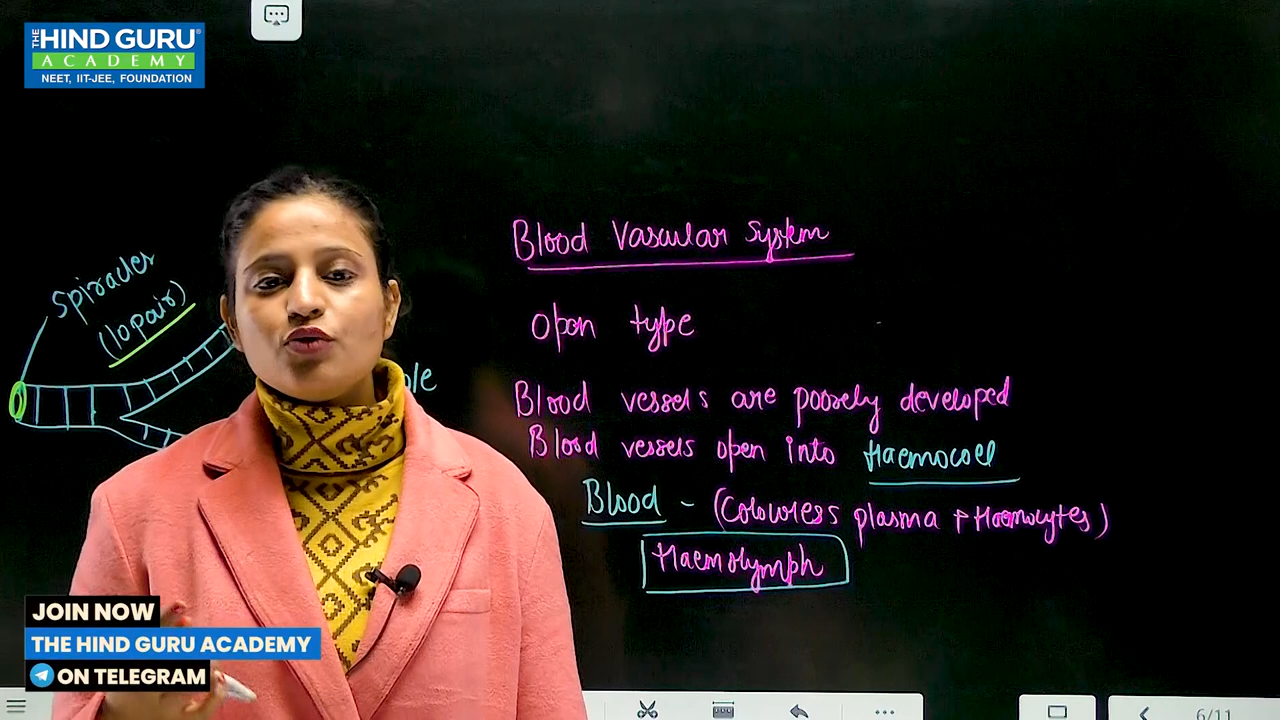 THE HIND GURU®
ACADEMY
NEET, IIT-JEE, FOUNDATION
Blood Vascular System
Spiracles
(10pair)
Open type
Blood vessels are poorely developed
Blood vessels open into Haemocoel
Blood - (Colourless plasma + Haemocytes)
Haemolymph
JOIN NOW
THE HIND GURU ACADEMY
ON TELEGRAM
6/11